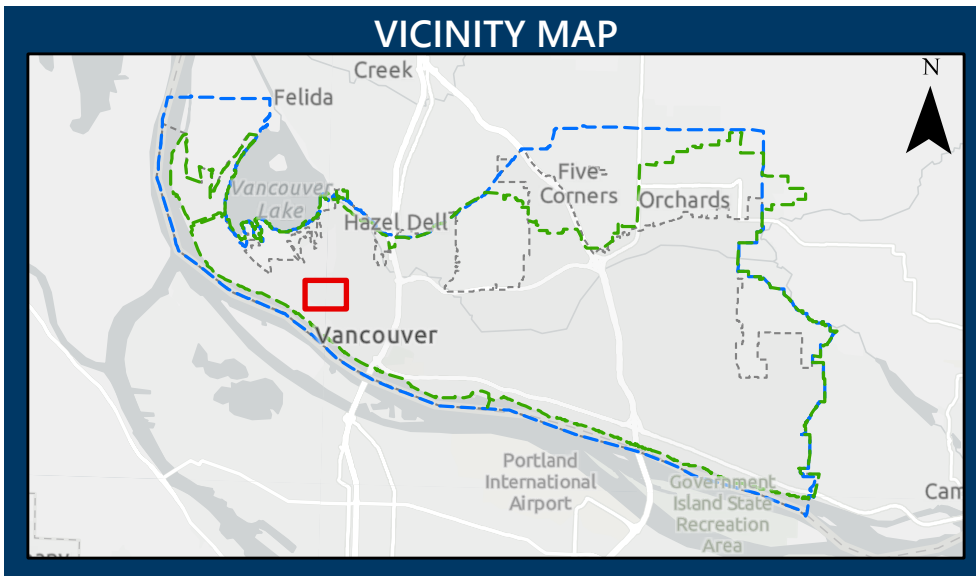 VICINITY MAP
Creek
N
Felida
Five
Corners
Vancouver
Lake
Orchards
Hazel Dell
Vancouver
Portland
International
Airport
Government
Island State
Recreation
Area
Cam